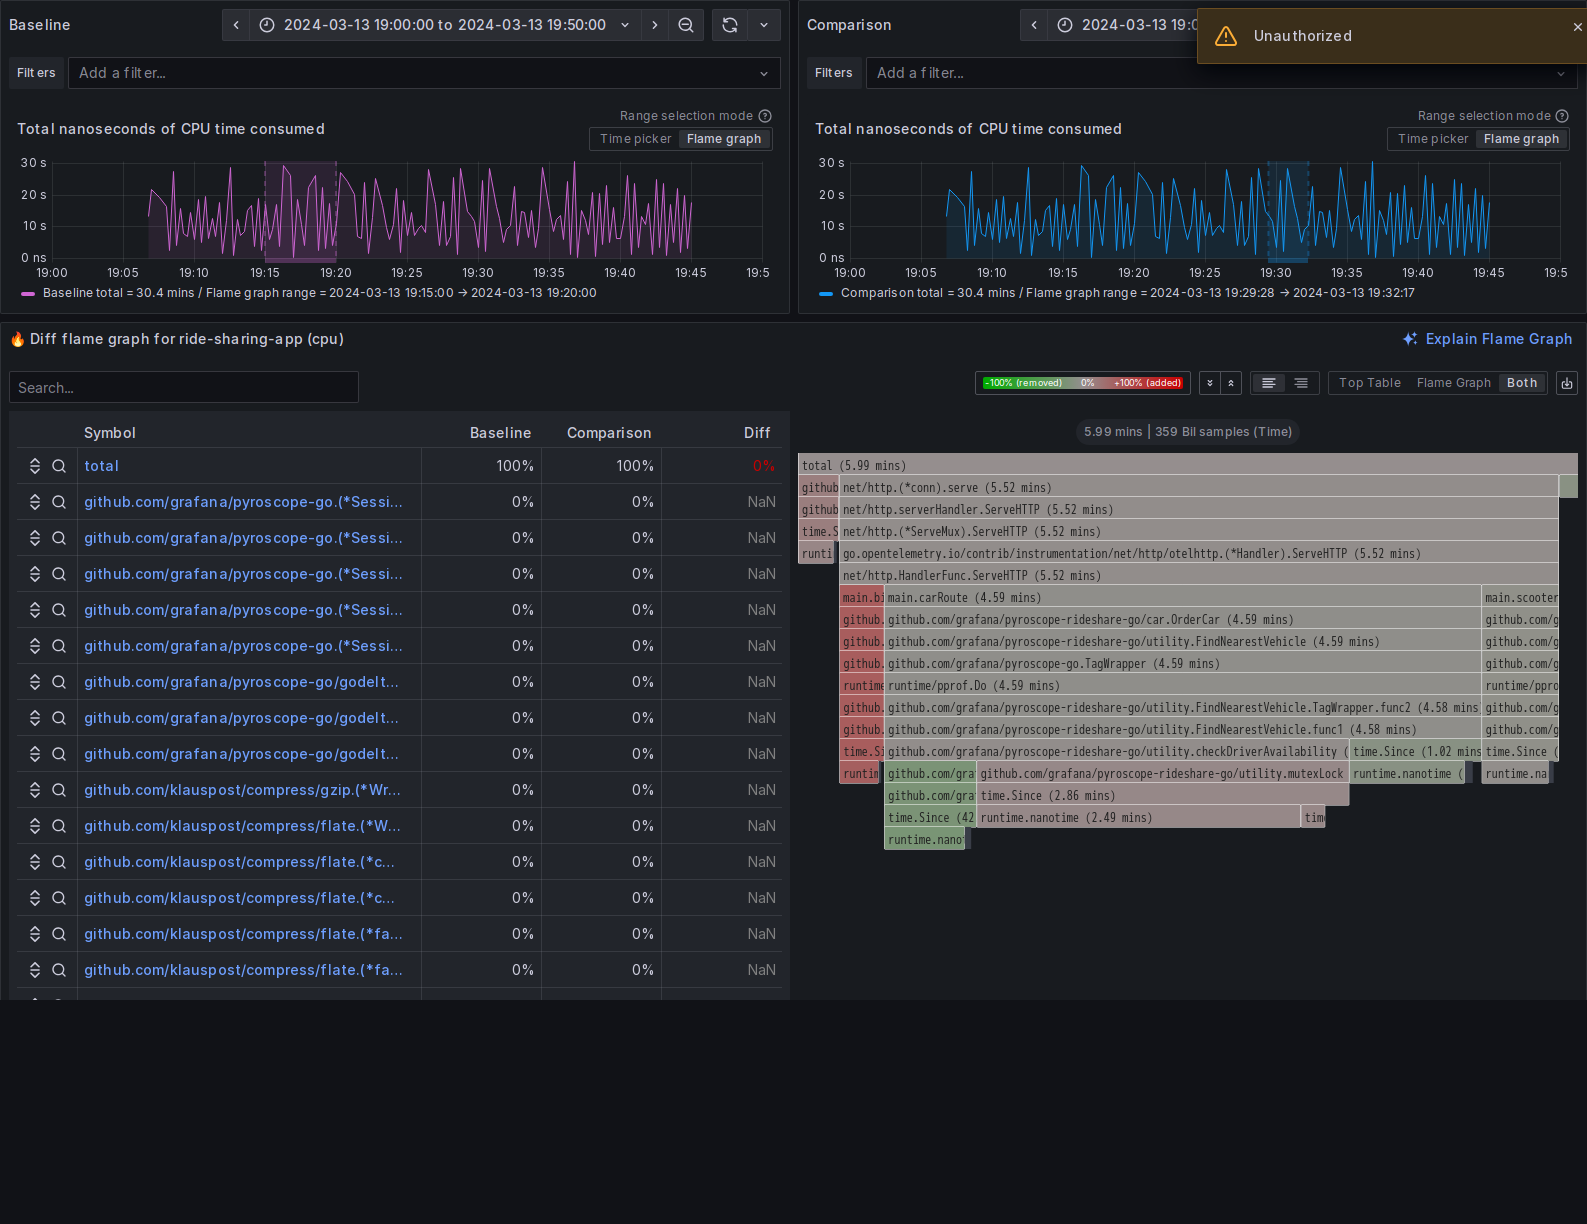 Baseline
2024-03-13 19:00:00 to 2024-03-13 19:50:00
Filters
Add a filter...
Range selection mode
Total nanoseconds of CPU time consumed
Time picker
Flame graph
30 s
20 s
10 s
0 ns
19:00 19:05 19:10 19:15 19:20 19:25 19:30 19:35 19:40 19:45 19:5
Baseline total = 30.4 mins / Flame graph range = 2024-03-13 19:15:00 → 2024-03-13 19:20:00
Comparison
2024-03-13 19:0
Unauthorized
Filters
Add a filter...
Range selection mode
Total nanoseconds of CPU time consumed
Time picker
Flame graph
30 s
20 s
10 s
0 ns
19:00 19:05 19:10 19:15 19:20 19:25 19:30 19:35 19:40 19:45 19:5
Comparison total = 30.4 mins / Flame graph range = 2024-03-13 19:29:28 → 2024-03-13 19:32:17
🔥 Diff flame graph for ride-sharing-app (cpu)
Explain Flame Graph
Search...
-100% (removed) 0% +100% (added)
Top Table Flame Graph Both
Symbol Baseline Comparison Diff
total 100% 100% 0%
github.com/grafana/pyroscope-go.(*Sessi... 0% 0% NaN
github.com/grafana/pyroscope-go.(*Sessi... 0% 0% NaN
github.com/grafana/pyroscope-go.(*Sessi... 0% 0% NaN
github.com/grafana/pyroscope-go.(*Sessi... 0% 0% NaN
github.com/grafana/pyroscope-go.(*Sessi... 0% 0% NaN
github.com/grafana/pyroscope-go/godelt... 0% 0% NaN
github.com/grafana/pyroscope-go/godelt... 0% 0% NaN
github.com/grafana/pyroscope-go/godelt... 0% 0% NaN
github.com/klauspost/compress/gzip.(*Wr... 0% 0% NaN
github.com/klauspost/compress/flate.(*W... 0% 0% NaN
github.com/klauspost/compress/flate.(*c... 0% 0% NaN
github.com/klauspost/compress/flate.(*c... 0% 0% NaN
github.com/klauspost/compress/flate.(*fa... 0% 0% NaN
github.com/klauspost/compress/flate.(*fa... 0% 0% NaN
5.99 mins | 359 Bil samples (Time)
total (5.99 mins)
github net/http.(*conn).serve (5.52 mins)
github net/http.serverHandler.ServeHTTP (5.52 mins)
time.S net/http.(*ServeMux).ServeHTTP (5.52 mins)
runti go.opentelemetry.io/contrib/instrumentation/net/http/otelhttp.(*Handler).ServeHTTP (5.52 mins)
net/http.HandlerFunc.ServeHTTP (5.52 mins)
main.bi main.carRoute (4.59 mins) main.scooter
github. github.com/grafana/pyroscope-rideshare-go/car.OrderCar (4.59 mins) github.com/g
github. github.com/grafana/pyroscope-rideshare-go/utility.FindNearestVehicle (4.59 mins) github.com/g
github. github.com/grafana/pyroscope-go.TagWrapper (4.59 mins) github.com/g
runtime runtime/pprof.Do (4.59 mins) runtime/ppro
github. github.com/grafana/pyroscope-rideshare-go/utility.FindNearestVehicle.TagWrapper.func2 (4.58 mins github.com/g
github. github.com/grafana/pyroscope-rideshare-go/utility.FindNearestVehicle.func1 (4.58 mins) github.com/g
time.Si github.com/grafana/pyroscope-rideshare-go/utility.checkDriverAvailability ( time.Since (1.02 mins time.Since (
runtim github.com/gra github.com/grafana/pyroscope-rideshare-go/utility.mutexLock runtime.nanotime ( runtime.na
github.com/gra time.Since (2.86 mins)
time.Since (42 runtime.nanotime (2.49 mins) tim
runtime.nano